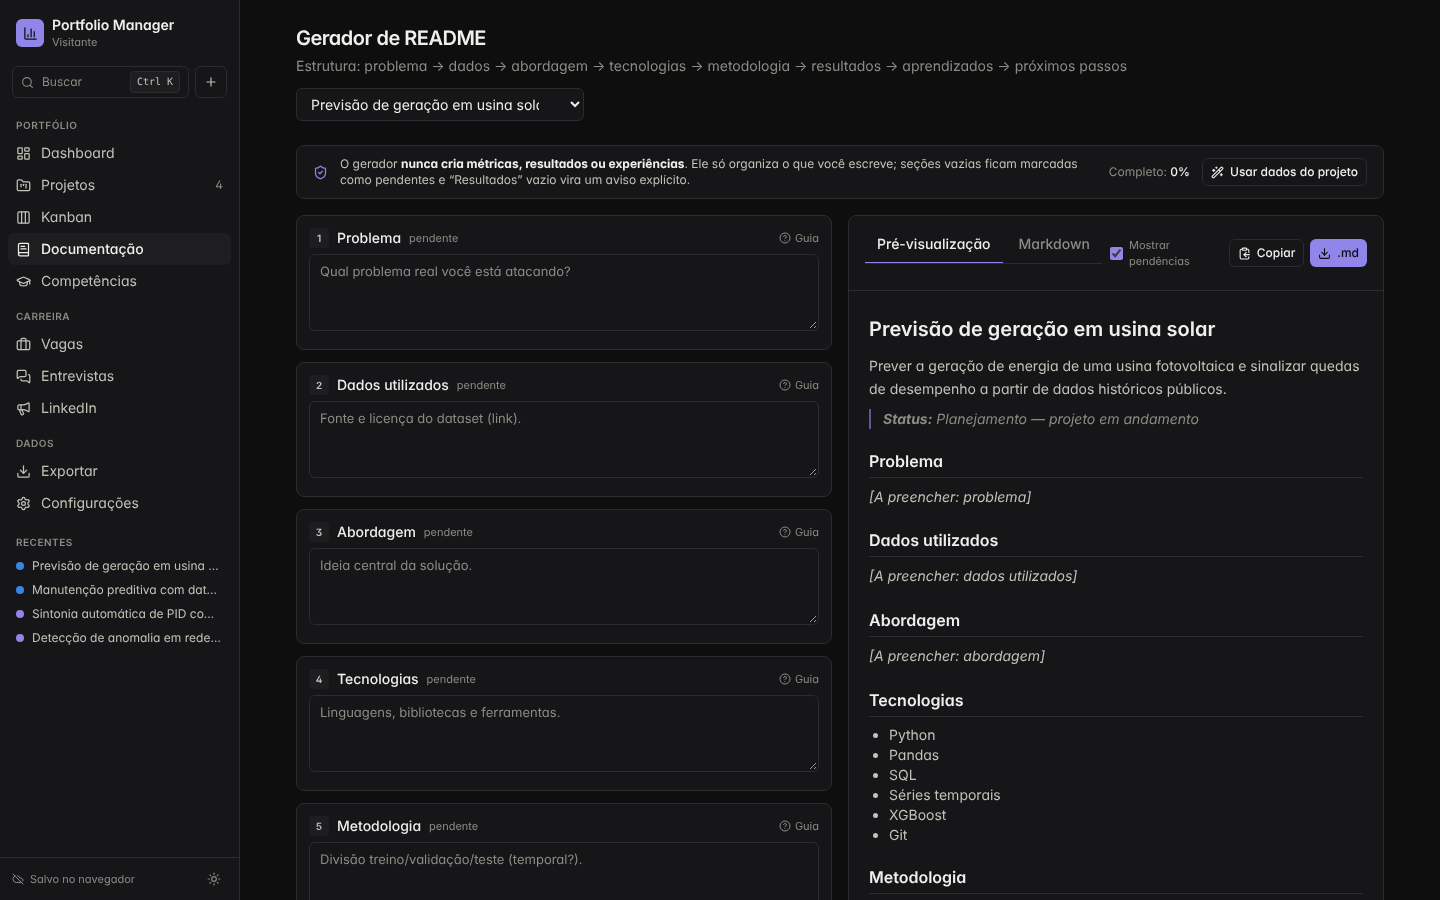 Portfolio Manager
Visitante
Buscar
Ctrl K
PORTFÓLIO
Dashboard
Projetos
4
Kanban
Documentação
Competências
CARREIRA
Vagas
Entrevistas
LinkedIn
DADOS
Exportar
Configurações
RECENTES
Previsão de geração em usina ...
Manutenção preditiva com dat...
Sintonia automática de PID co...
Detecção de anomalia em rede...
Salvo no navegador
Gerador de README
Estrutura: problema → dados → abordagem → tecnologias → metodologia → resultados → aprendizados → próximos passos
Previsão de geração em usina sola
O gerador nunca cria métricas, resultados ou experiências. Ele só organiza o que você escreve; seções vazias ficam marcadas
como pendentes e “Resultados” vazio vira um aviso explícito.
Completo: 0%
Usar dados do projeto
1 Problema pendente
Guia
Qual problema real você está atacando?
2 Dados utilizados pendente
Guia
Fonte e licença do dataset (link).
3 Abordagem pendente
Guia
Ideia central da solução.
4 Tecnologias pendente
Guia
Linguagens, bibliotecas e ferramentas.
5 Metodologia pendente
Guia
Divisão treino/validação/teste (temporal?).
Pré-visualização
Markdown
Mostrar
pendências
Copiar
.md
Previsão de geração em usina solar
Prever a geração de energia de uma usina fotovoltaica e sinalizar quedas
de desempenho a partir de dados históricos públicos.
Status: Planejamento — projeto em andamento
Problema
[A preencher: problema]
Dados utilizados
[A preencher: dados utilizados]
Abordagem
[A preencher: abordagem]
Tecnologias
• Python
• Pandas
• SQL
• Séries temporais
• XGBoost
• Git
Metodologia